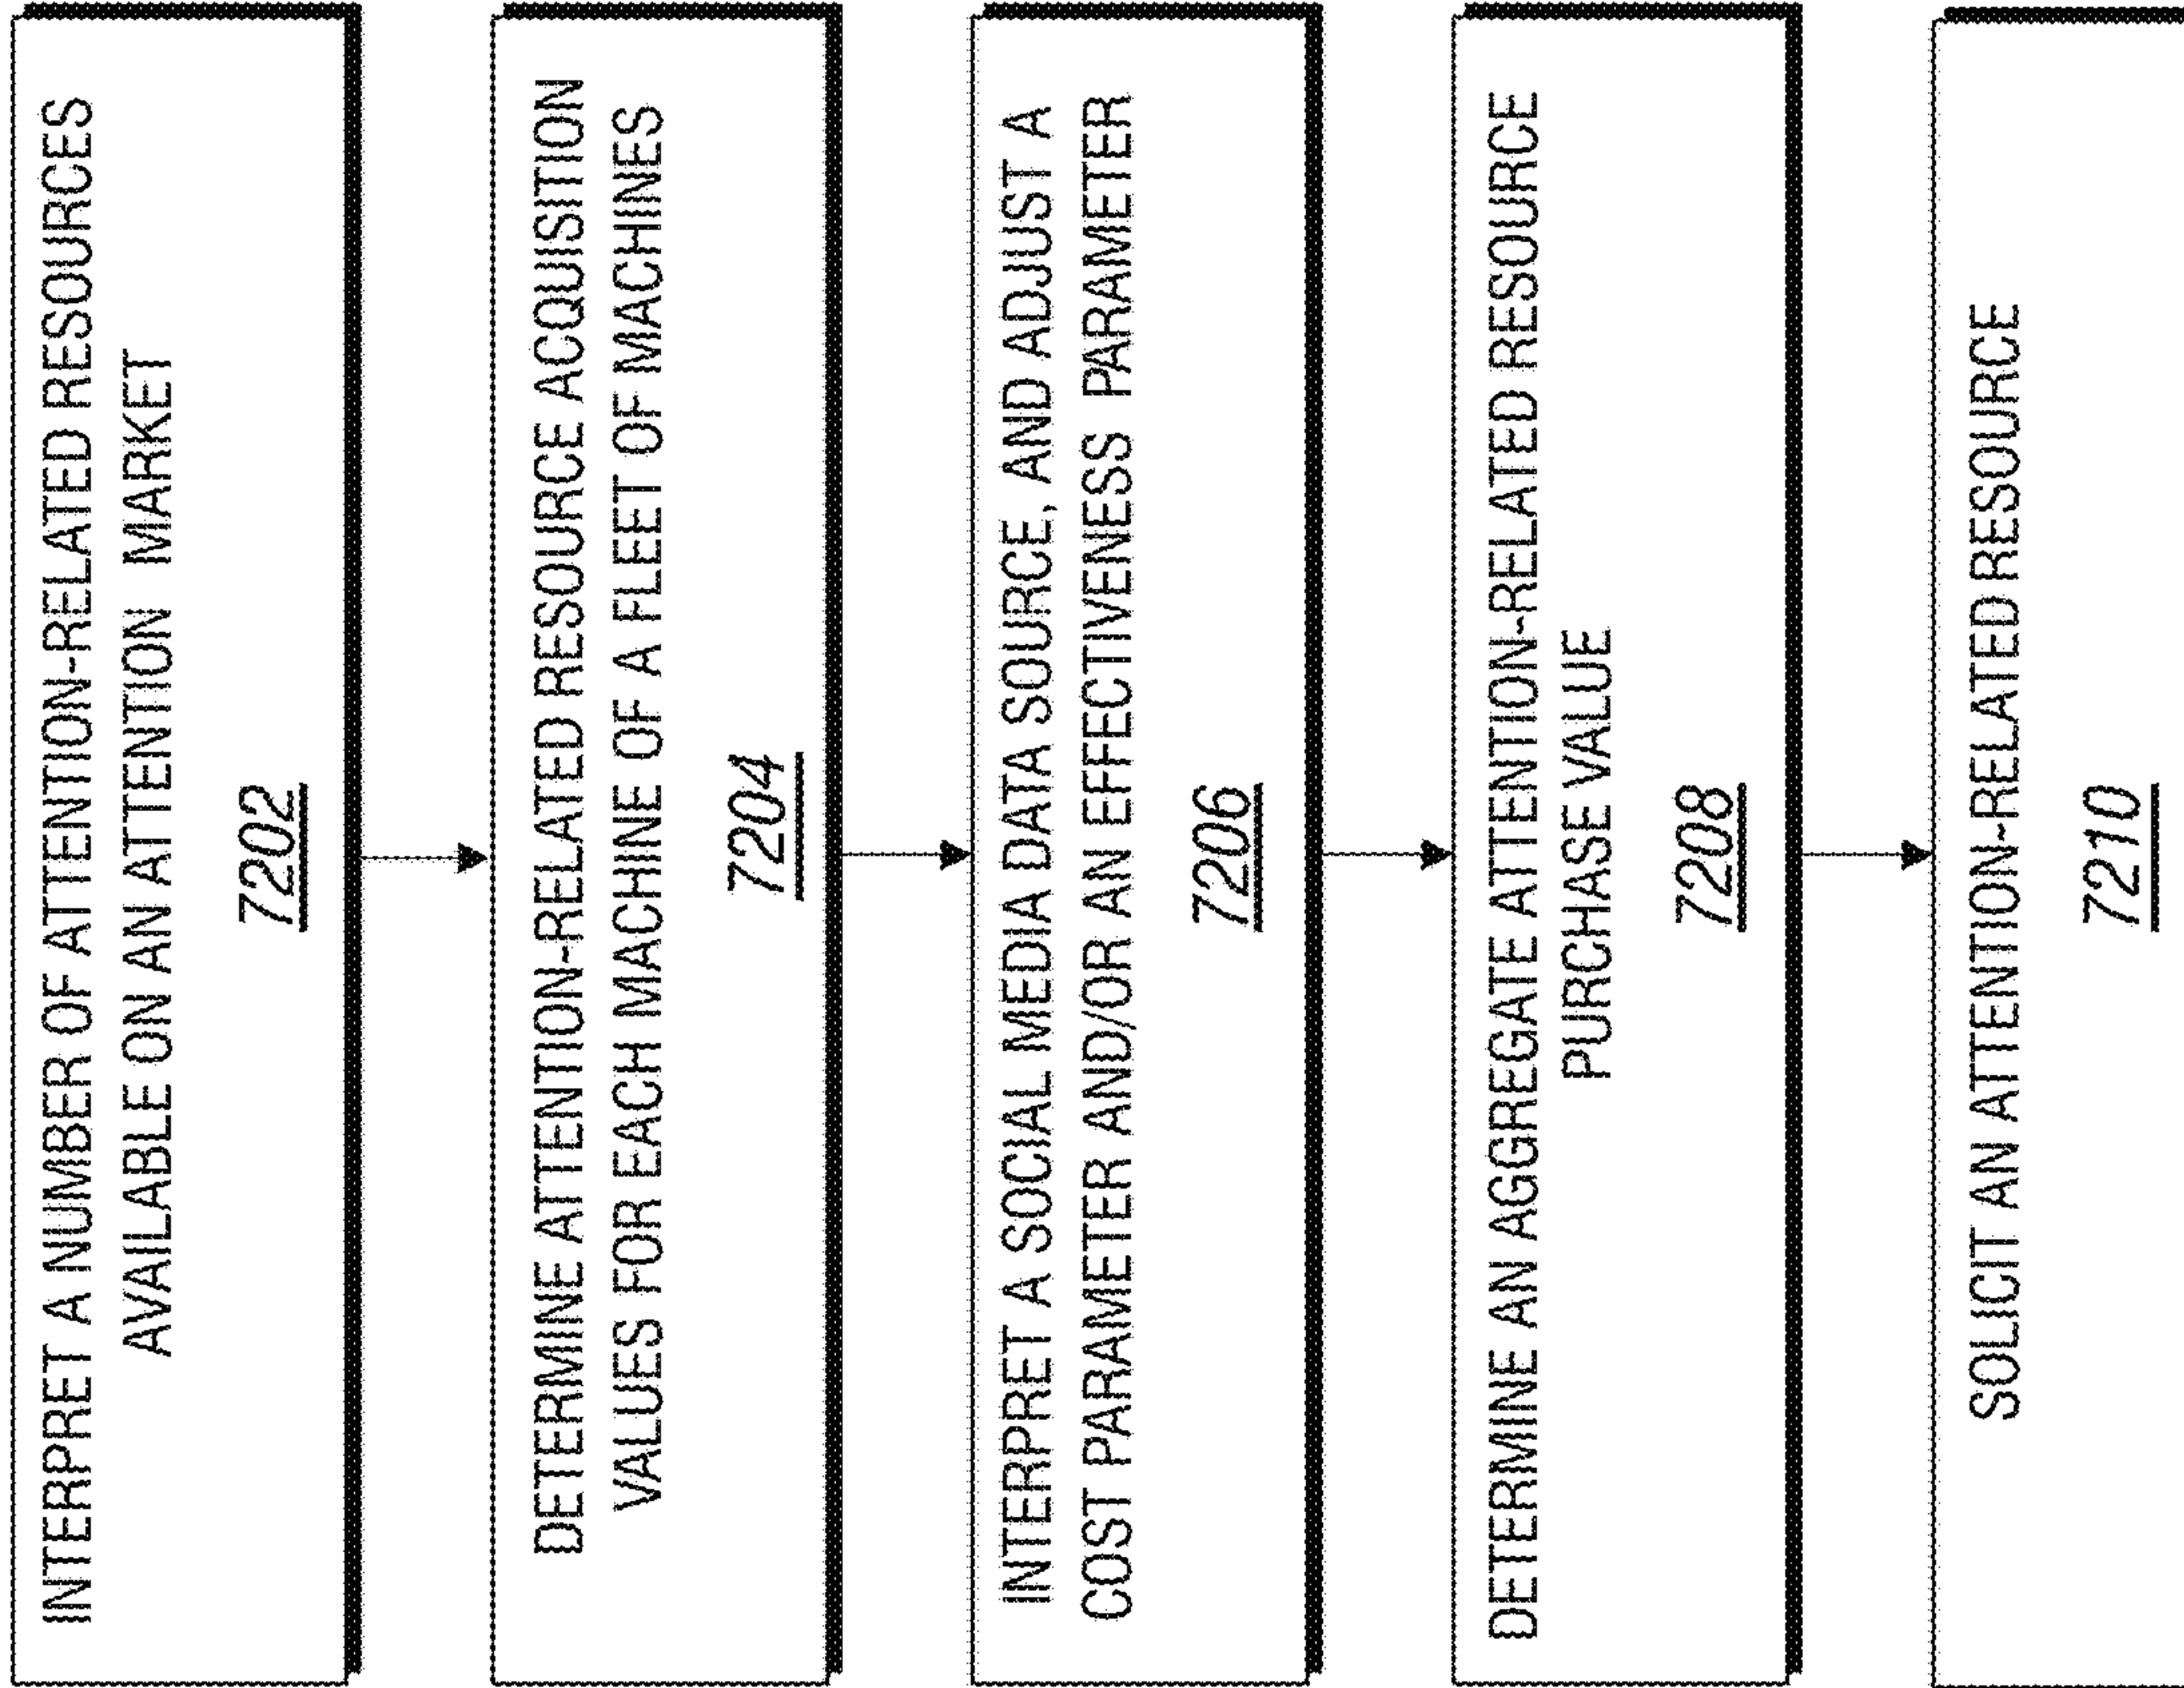 INTERPRET A NUMBER OF ATTENTION-RELATED RESOURCES
AVAILABLE ON AN ATTENTION MARKET
7202
DETERMINE ATTENTION-RELATED RESOURCE ACQUISITION
VALUES FOR EACH MACHINE OF A FLEET OF MACHINES
7204
INTERPRET A SOCIAL MEDIA DATA SOURCE, AND ADJUST A
COST PARAMETER AND/OR AN EFFECTIVENESS PARAMETER
7206
DETERMINE AN AGGREGATE ATTENTION-RELATED RESOURCE
PURCHASE VALUE
7208
SOLICIT AN ATTENTION-RELATED RESOURCE
7210